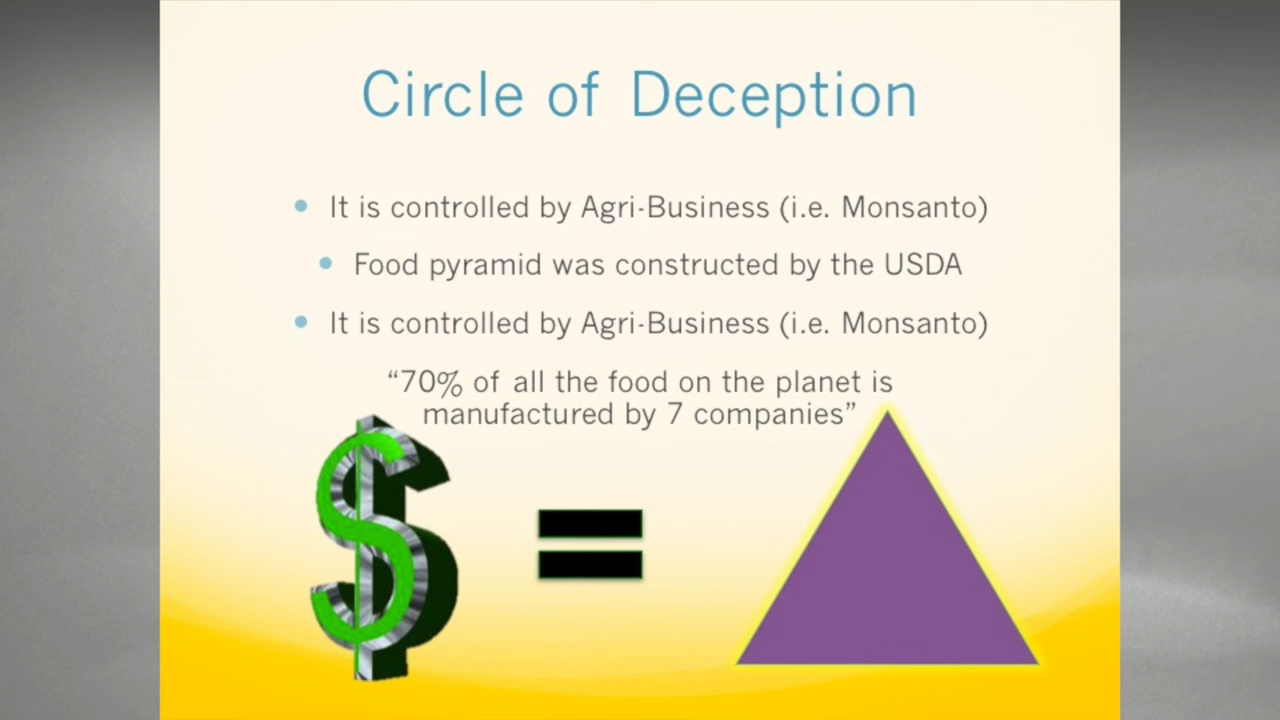 Circle of Deception
• It is controlled by Agri-Business (i.e. Monsanto)
• Food pyramid was constructed by the USDA
• It is controlled by Agri-Business (i.e. Monsanto)
“70% of all the food on the planet is
manufactured by 7 companies”
$ =